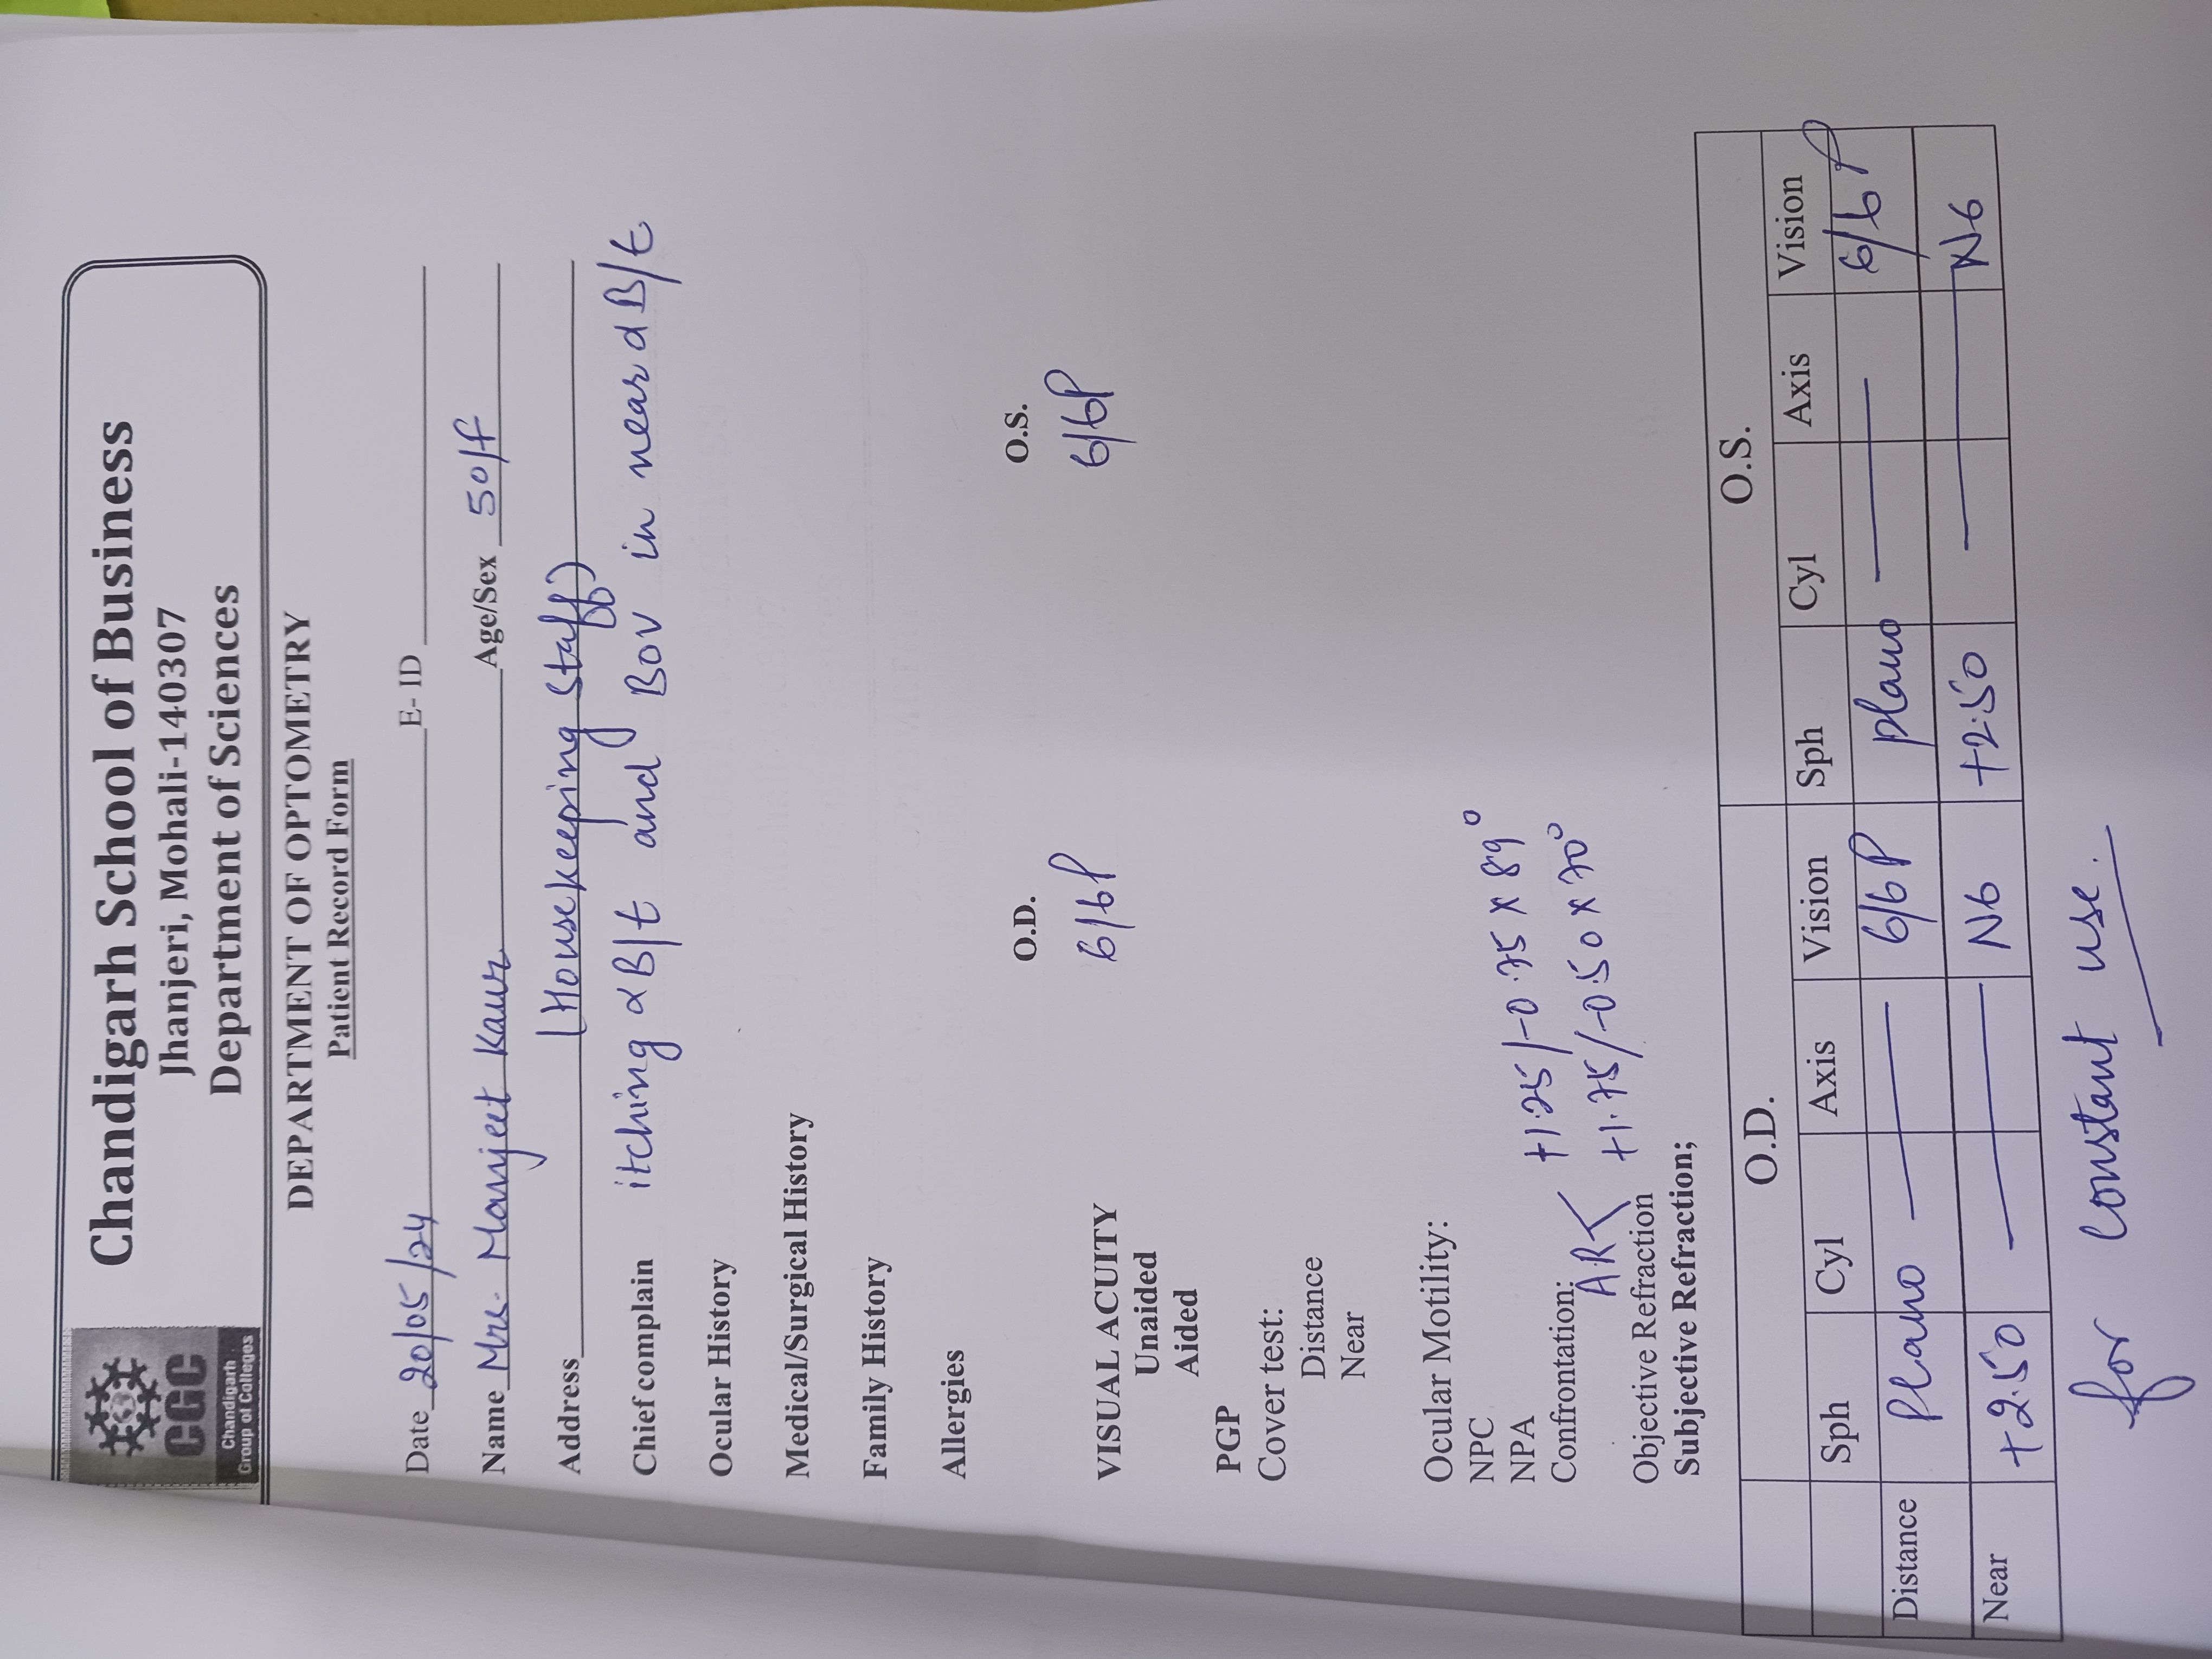 CGC
Chandigarh
Group of Colleges
Chandigarh School of Business
Jhanjeri, Mohali-140307
Department of Sciences
DEPARTMENT OF OPTOMETRY
Patient Record Form
Date 20/05/24 E- ID
Name Mrs. Manjeet Kaur Age/Sex 50/f
Address (Housekeeping Staff)
Chief complain itching α B/t and BOV in near α B/t
Ocular History
Medical/Surgical History
Family History
Allergies
O.D. O.S.
VISUAL ACUITY 6/6P 6/6P
Unaided
Aided
PGP
Cover test:
Distance
Near
Ocular Motility:
NPC
NPA +1.25/-0.75 x 89°
Confrontation:
AR< +1.75/-0.50 x 70°
Objective Refraction
Subjective Refraction;
O.D. O.S.
Sph Cyl Axis Vision Sph Cyl Axis Vision
Distance Plano — 6/6P plano — 6/6P
Near +2.50 — N6 +2.50 — N6
for constant use.